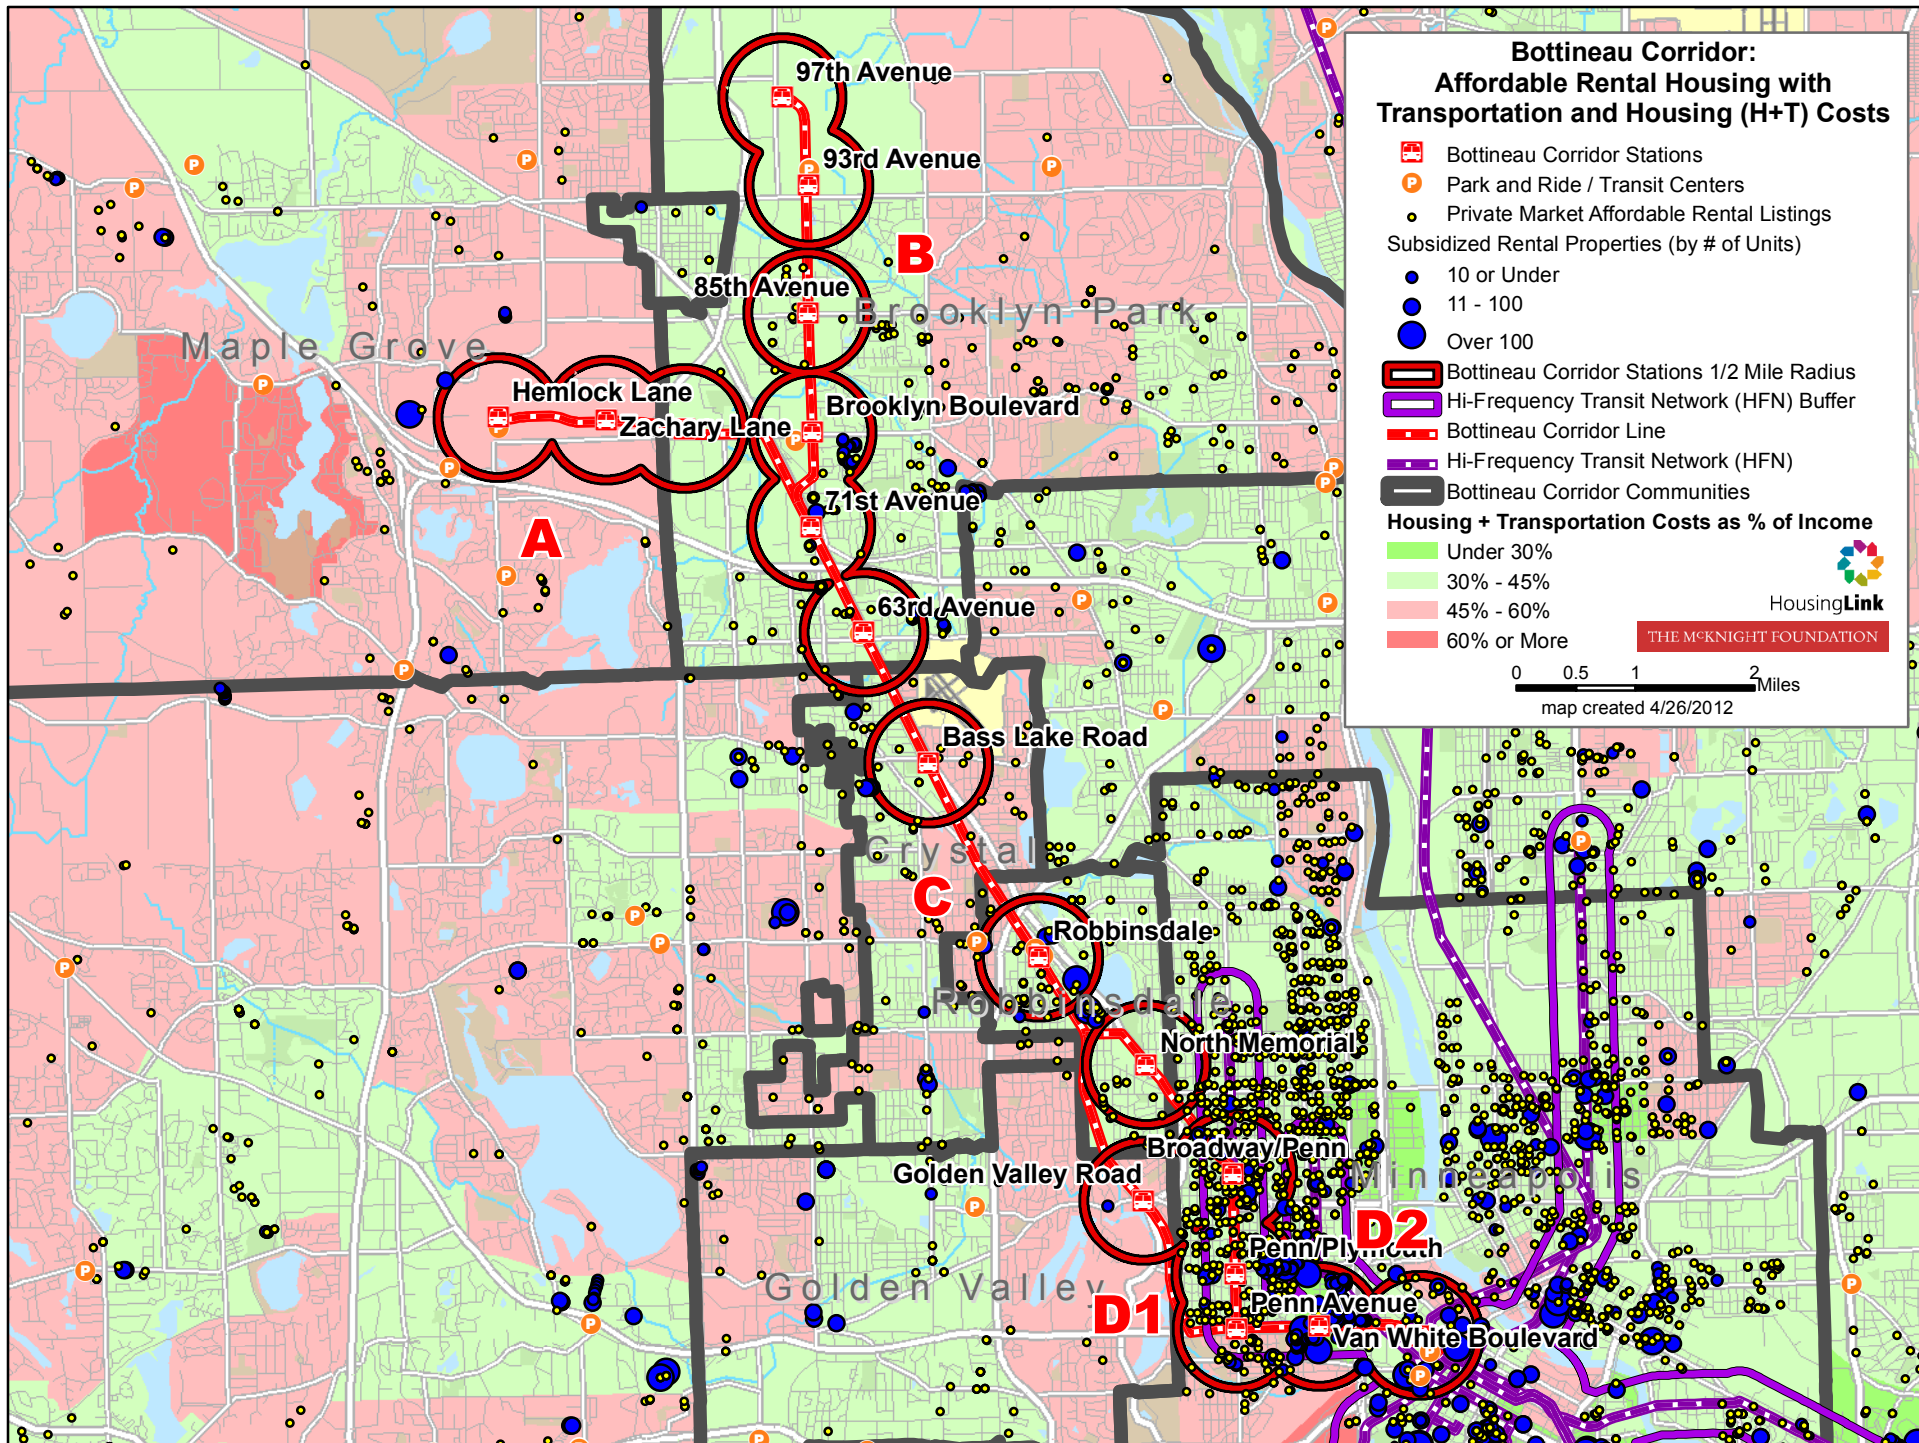 Bottineau Corridor:
Affordable Rental Housing with
Transportation and Housing (H+T) Costs
Bottineau Corridor Stations
P
Park and Ride / Transit Centers
Private Market Affordable Rental Listings
Subsidized Rental Properties (by # of Units)
10 or Under
11 - 100
Over 100
Bottineau Corridor Stations 1/2 Mile Radius
Hi-Frequency Transit Network (HFN) Buffer
Bottineau Corridor Line
Hi-Frequency Transit Network (HFN)
Bottineau Corridor Communities
Housing + Transportation Costs as % of Income
Under 30%
30% - 45%
45% - 60%
60% or More
HousingLink
THE McKNIGHT FOUNDATION
0 0.5 1 2
Miles
map created 4/26/2012
97th Avenue
93rd Avenue
B
85th Avenue
Brooklyn Park
Maple Grove
Hemlock Lane
Zachary Lane
Brooklyn Boulevard
71st Avenue
A
63rd Avenue
Bass Lake Road
Crystal
C
Robbinsdale
Robbinsdale
North Memorial
Broadway/Penn
Golden Valley Road
Minneapolis
D2
Penn/Plymouth
Golden Valley
D1
Penn Avenue
Van White Boulevard